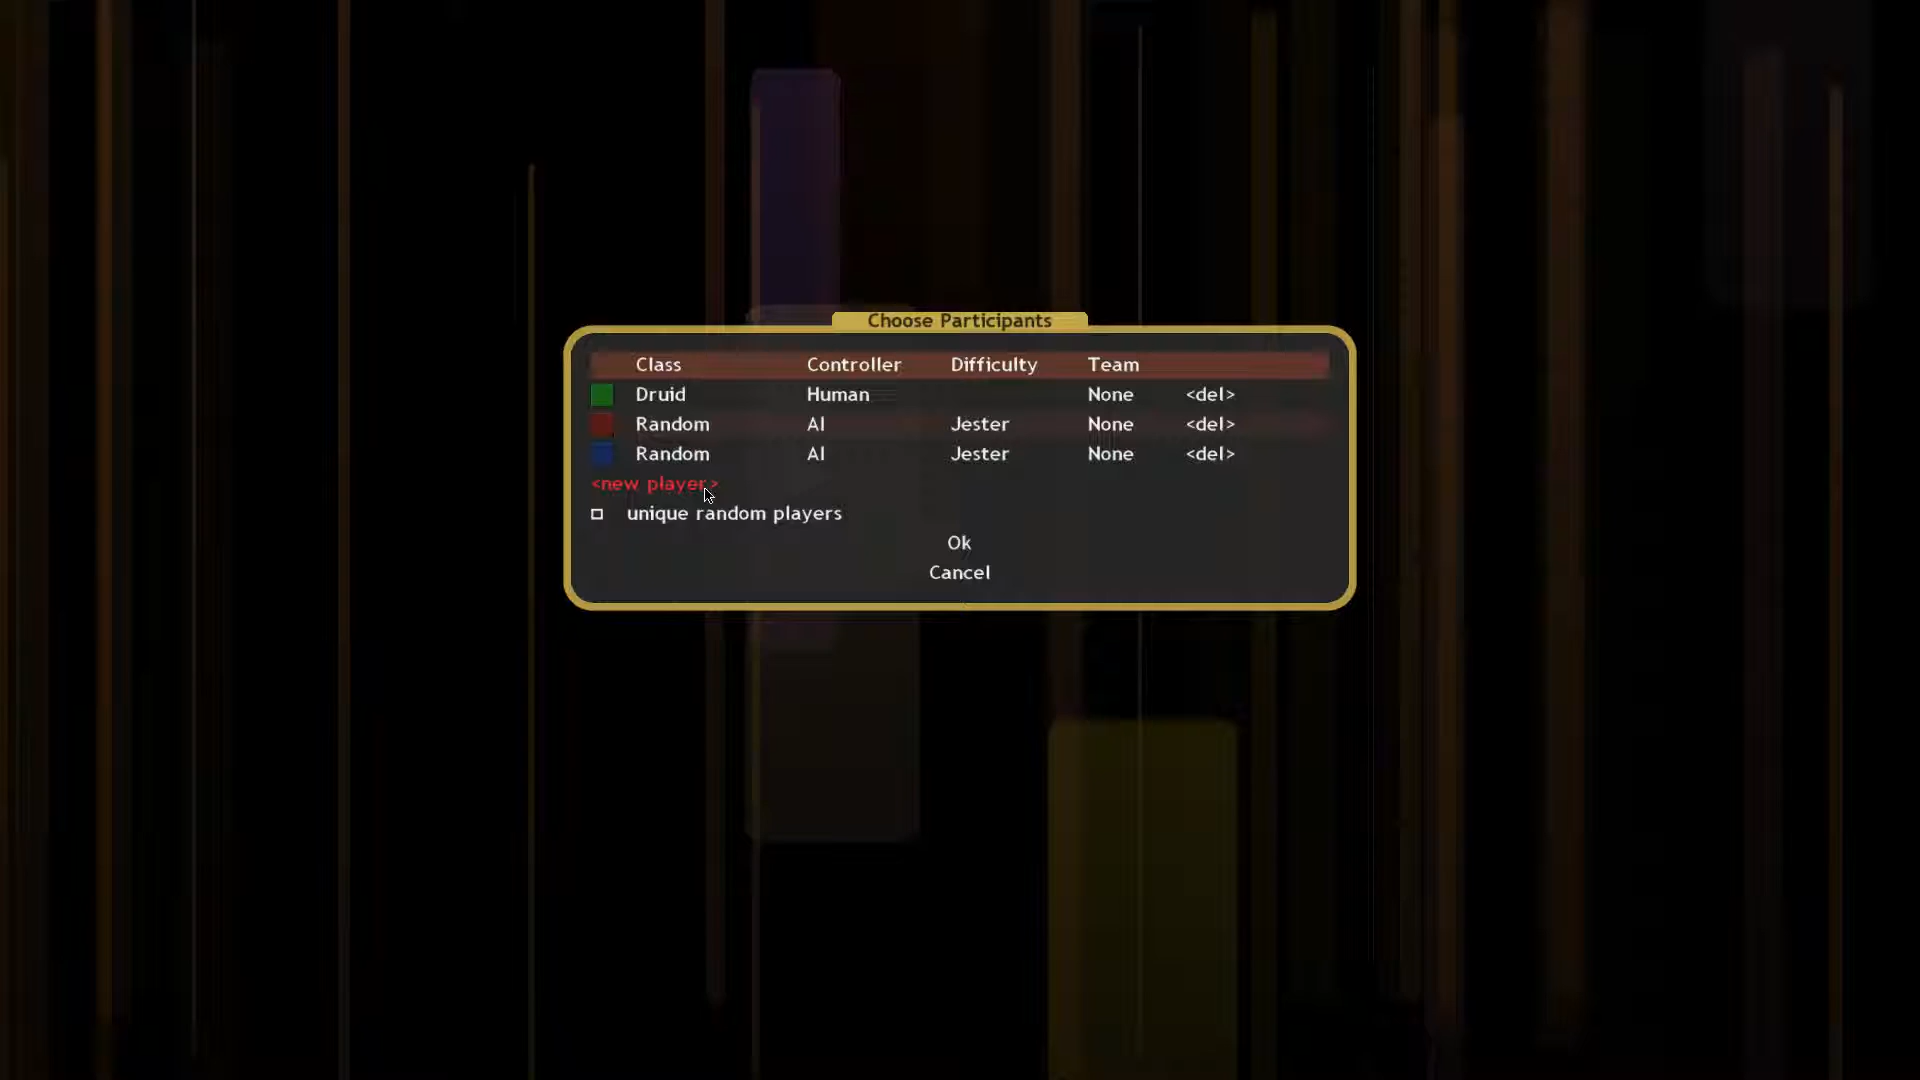 Choose Participants
Class Controller Difficulty Team
Druid Human None <del>
Random AI Jester None <del>
Random AI Jester None <del>
<new player>
unique random players
Ok
Cancel